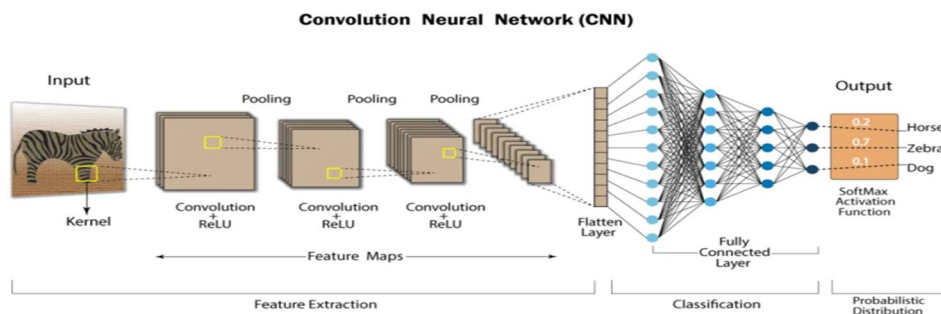 Convolution Neural Network (CNN)
Input
Output
Pooling
Pooling
Pooling
0.2
0.7
0.1
Horse
Zebra
Dog
Kernel
Convolution
+
ReLU
Convolution
+
ReLU
Convolution
+
ReLU
Flatten
Layer
SoftMax
Activation
Function
Fully
Connected
Layer
Feature Maps
Feature Extraction
Classification
Probabilistic
Distribution